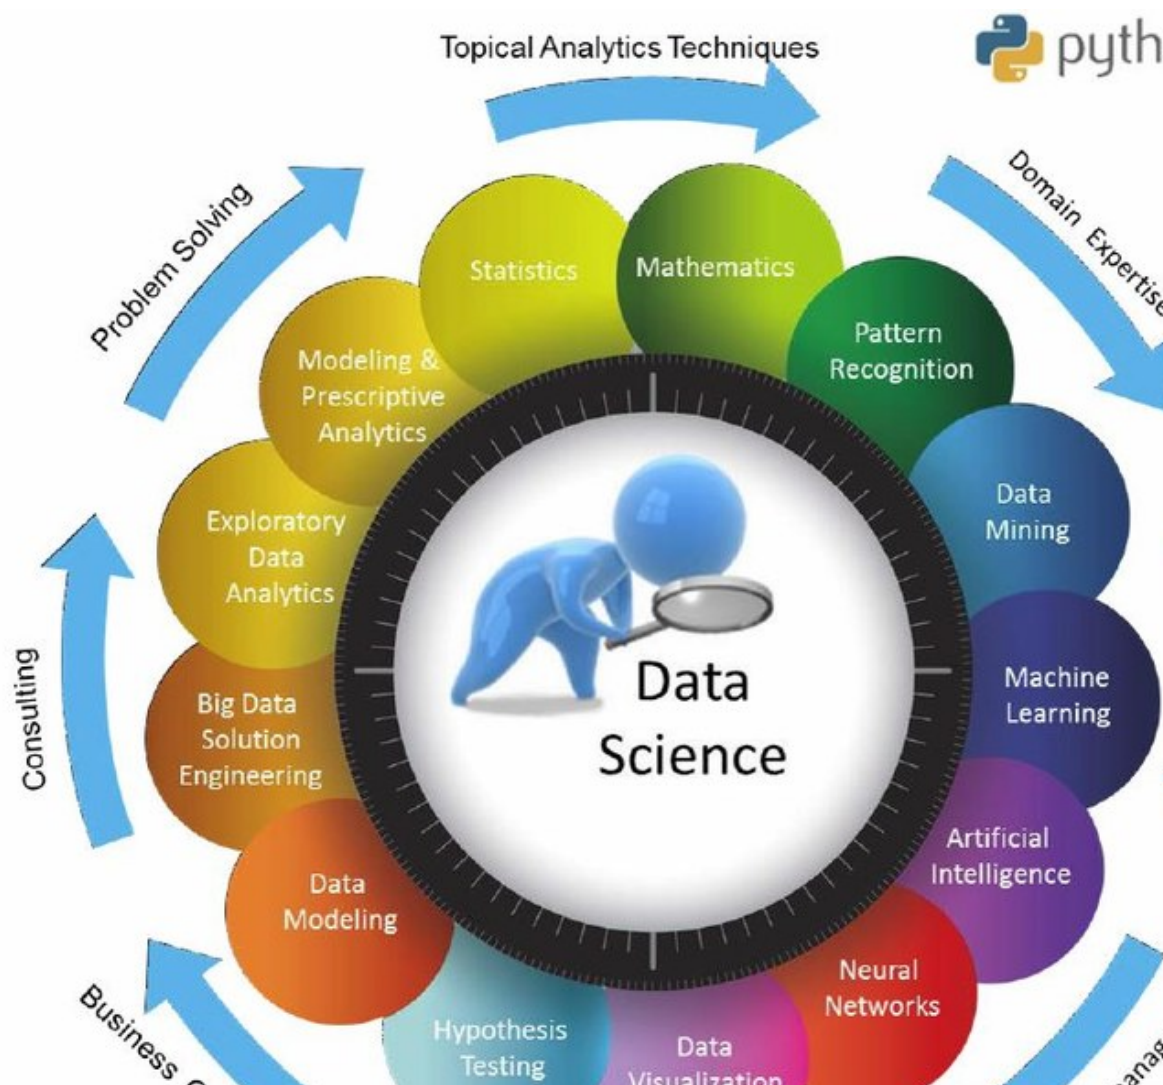 Topical Analytics Techniques
pyth
Domain Expertise
Problem Solving
Consulting
Business
anag
Statistics
Mathematics
Pattern
Recognition
Data
Mining
Machine
Learning
Artificial
Intelligence
Neural
Networks
Data
Visualization
Hypothesis
Testing
Data
Modeling
Big Data
Solution
Engineering
Exploratory
Data
Analytics
Modeling &
Prescriptive
Analytics
Data
Science